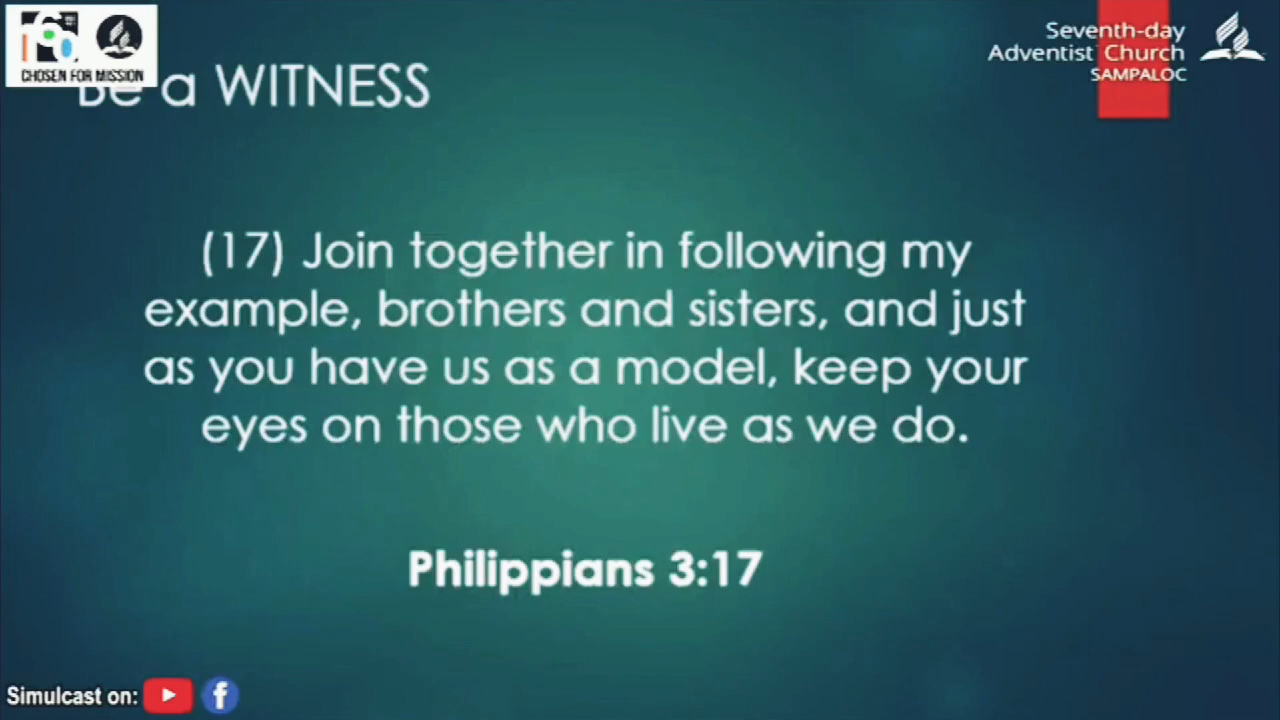 CHOSEN FOR MISSION
Be a WITNESS
Seventh-day
Adventist Church
SAMPALOC
(17) Join together in following my
example, brothers and sisters, and just
as you have us as a model, keep your
eyes on those who live as we do.
Philippians 3:17
Simulcast on: